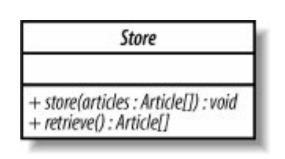 Store
+ store(articles : Article[]) : void
+ retrieve() : Article[]